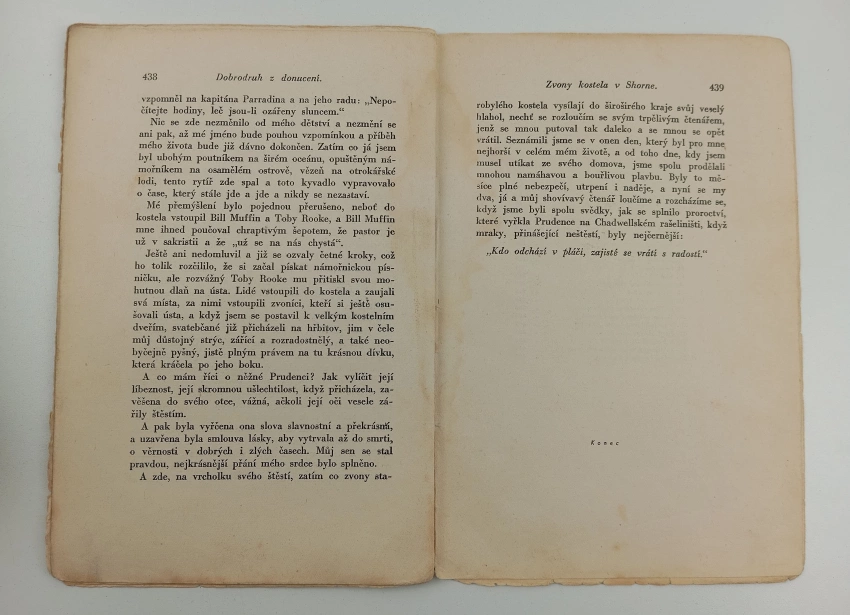 438
Dobrodruh z donucení.
vzpomněl na kapitána Parradina a na jeho radu: „Nepo-
čítejte hodiny, leč jsou-li ozářeny sluncem.“
Nic se zde nezměnilo od mého dětství a nezmění se
ani pak, až mé jméno bude pouhou vzpomínkou a příběh
mého života bude již dávno dokončen. Zatím co já jsem
byl ubohým poutníkem na širém oceánu, opuštěným ná-
mořníkem na osamělém ostrově, vězeň na otrokářské
lodi, tento rytíř zde spal a toto kyvadlo vypravovalo
o čase, který stále jde a jde a nikdy se nezastaví.
Mé přemýšlení bylo pojednou přerušeno, neboť do
kostela vstoupil Bill Muffin a Toby Rooke, a Bill Muffin
mne ihned poučoval chraptivým šepotem, že pastor je
už v sakristii a že „už se na nás chystá“.
Ještě ani nedomluvil a již se ozvaly četné kroky, což
ho tolik rozčililo, že si začal pískat námořnickou pís-
ničku, ale rozvážný Toby Rooke mu přitiskl svou mo-
hutnou dlaň na ústa. Lidé vstoupili do kostela a zaujali
svá místa, za nimi vstoupili zvoníci, kteří si ještě osu-
šovali ústa, a když jsem se postavil k velkým kostelním
dveřím, svatebčané již přicházeli na hřbitov, jim v čele
můj důstojný strýc, zářící a rozradostnělý, a také neo-
byčejně pyšný, jistě plným právem na tu krásnou dívku,
která kráčela po jeho boku.
A co mám říci o něžné Prudenci? Jak vylíčit její
líbeznost, její skromnou ušlechtilost, když přicházela, za-
věšena do svého otce, vážná, ačkoli její oči vesele zá-
řily štěstím.
A pak byla vyřčena ona slova slavnostní a překrásná,
a uzavřena byla smlouva lásky, aby vytrvala až do smrti,
o věrnosti v dobrých i zlých časech. Můj sen se stal
pravdou, nejkrásnější přání mého srdce bylo splněno.
A zde, na vrcholku svého štěstí, zatím co zvony sta-
Zvony kostela v Shorne.
439
robylého kostela vysílají do široširého kraje svůj veselý
hlahol, nechť se rozloučím se svým trpělivým čtenářem,
jenž se mnou putoval tak daleko a se mnou se opět
vrátil. Seznámili jsme se v onen den, který byl pro mne
nejhorší v celém mém životě, a od toho dne, kdy jsem
musel utíkat ze svého domova, jsme spolu prodělali
mnohou namáhavou a bouřlivou plavbu. Byly to mě-
síce plné nebezpečí, utrpení i naděje, a nyní se my
dva, já a můj shovívavý čtenář loučíme a rozcházíme se,
když jsme byli spolu svědky, jak se splnilo proroctví,
které vyřkla Prudence na Chadwellském rašeliništi, když
mraky, přinášející neštěstí, byly nejčernější:
„Kdo odchází v pláči, zajisté se vrátí s radostí.“
Konec